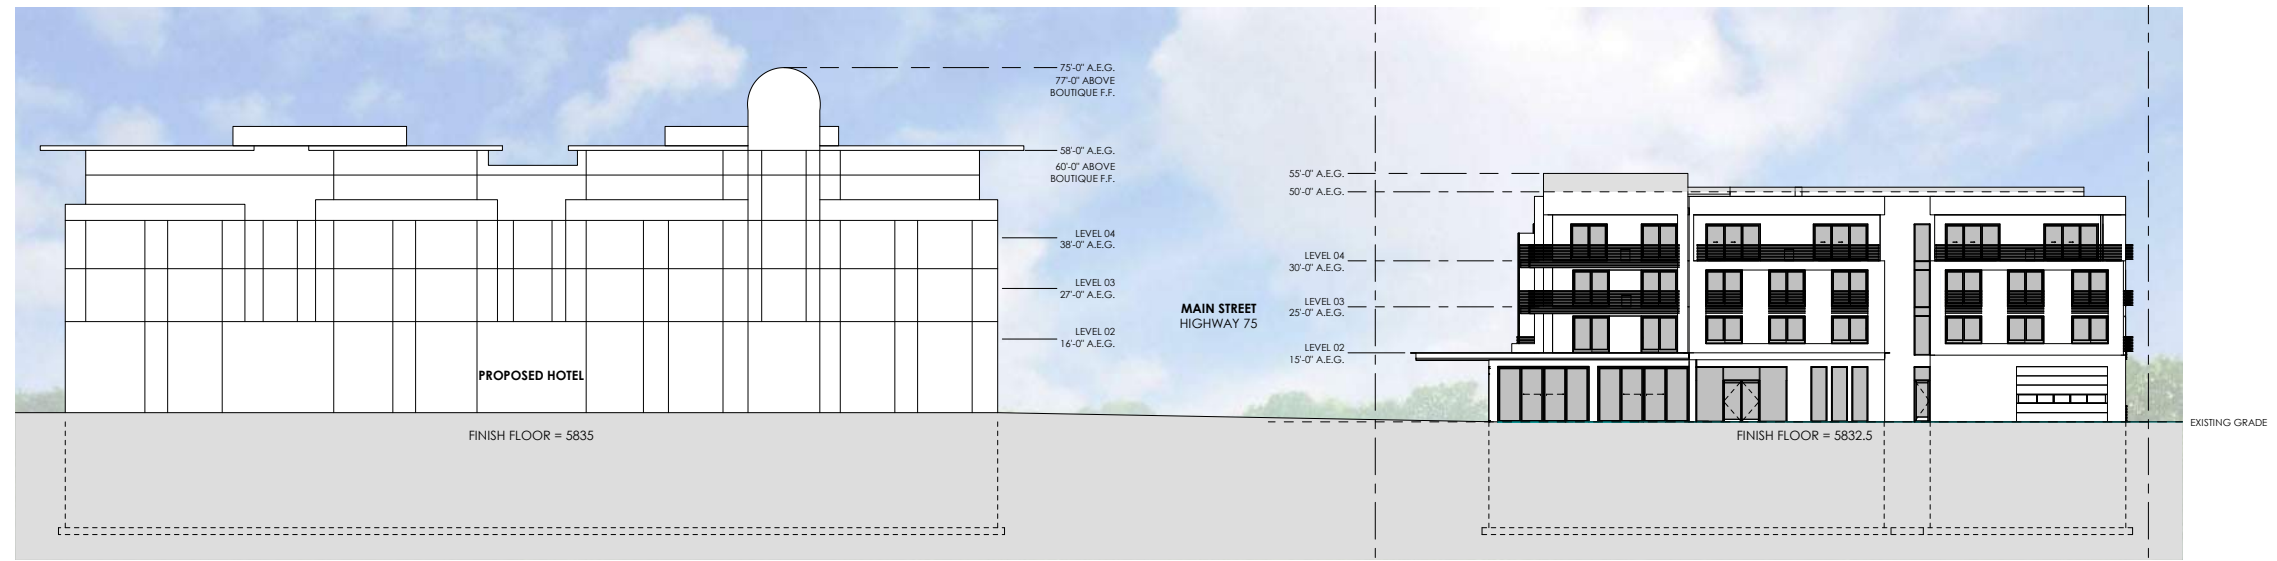 75'-0" A.E.G.
77'-0" ABOVE
BOUTIQUE F.F.
58'-0" A.E.G.
60'-0" ABOVE
BOUTIQUE F.F.
LEVEL 04
38'-0" A.E.G.
LEVEL 03
27'-0" A.E.G.
LEVEL 02
16'-0" A.E.G.
PROPOSED HOTEL
FINISH FLOOR = 5835
MAIN STREET
HIGHWAY 75
55'-0" A.E.G.
50'-0" A.E.G.
LEVEL 04
30'-0" A.E.G.
LEVEL 03
25'-0" A.E.G.
LEVEL 02
15'-0" A.E.G.
FINISH FLOOR = 5832.5
EXISTING GRADE